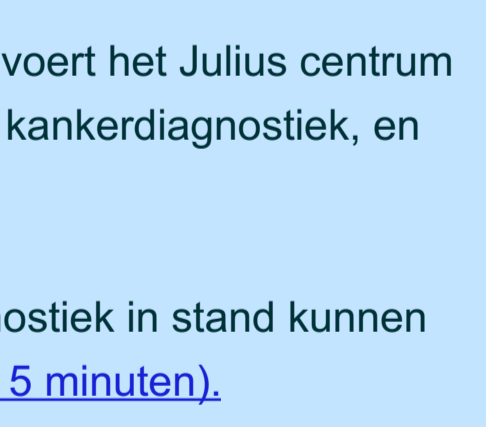 voert het Julius centrum
kankerdiagnostiek, en
ostiek in stand kunnen
5 minuten).